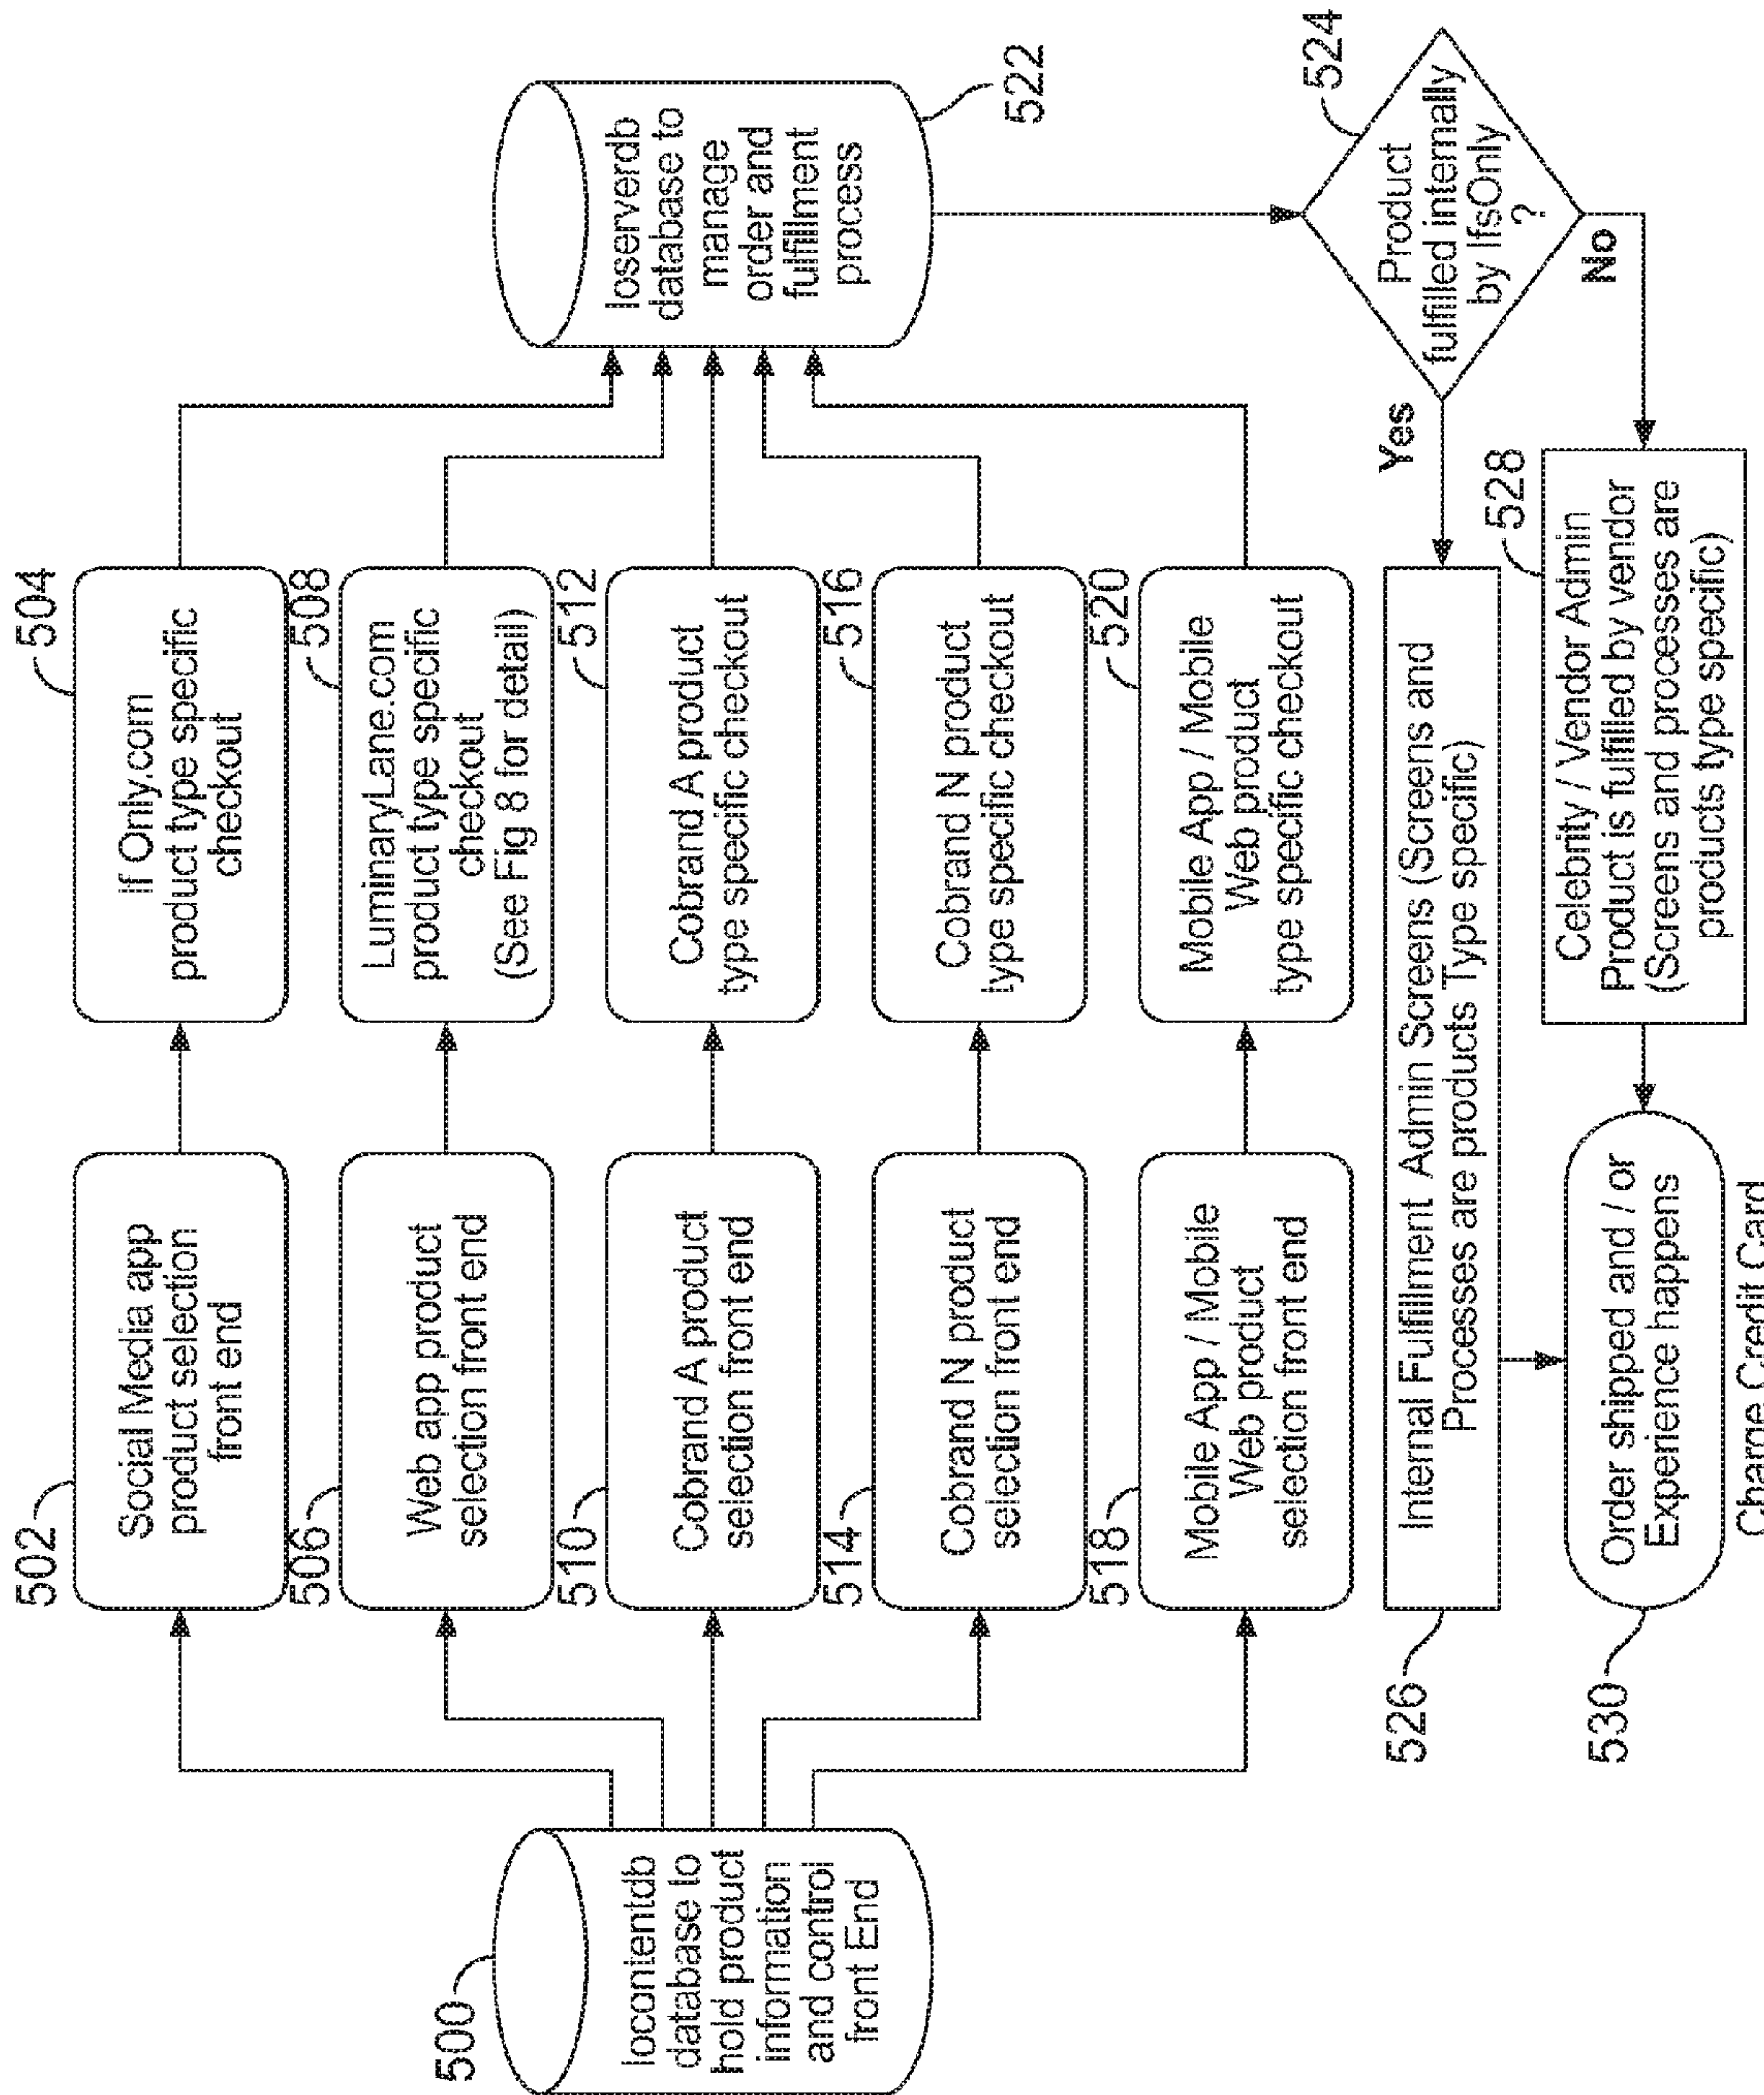 500
locontentdb
database to
hold product
information
and control
front End
502
Social Media app
product selection
front end
504
if Only.com
product type specific
checkout
506
Web app product
selection front end
508
LuminaryLane.com
product type specific
checkout
(See Fig 8 for detail)
510
Cobrand A product
selection front end
512
Cobrand A product
type specific checkout
514
Cobrand N product
selection front end
516
Cobrand N product
type specific checkout
518
Mobile App / Mobile
Web product
selection front end
520
Mobile App / Mobile
Web product
type specific checkout
loserverdb
database to
manage
order and
fulfillment
process
522
524
Product
fulfilled internally
by IfsOnly
?
Yes
No
526
Internal Fulfillment Admin Screens (Screens and
Processes are products Type specific)
528
Celebrity / Vendor Admin
Product is fulfilled by vendor
(Screens and processes are
products type specific)
530
Order shipped and / or
Experience happens
Charge Credit Card